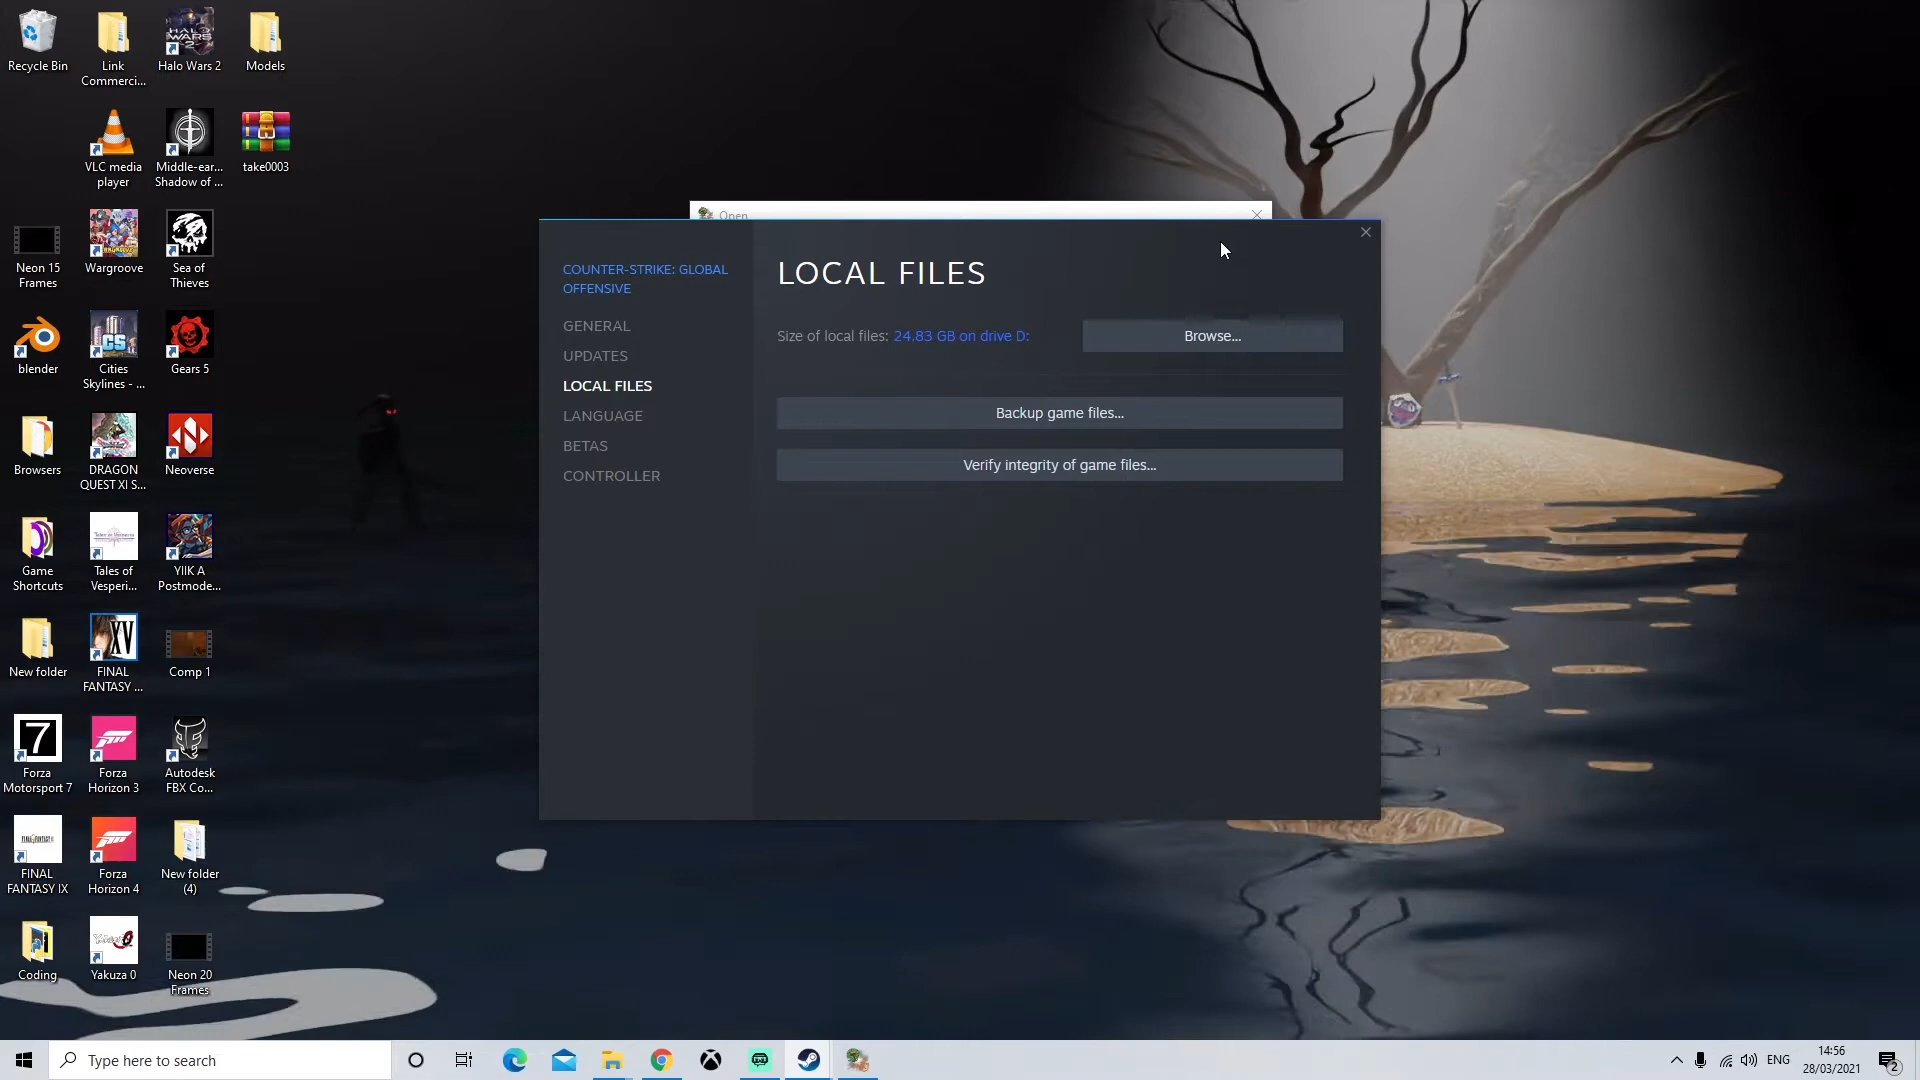 Recycle Bin
Link
Commerci...
Halo Wars 2
Models
VLC media
player
Middle-ear...
Shadow of ...
take0003
Neon 15
Frames
Wargroove
Sea of
Thieves
blender
Cities
Skylines - ...
Gears 5
Browsers
DRAGON
QUEST XI S...
Neoverse
Game
Shortcuts
Tales of
Vesperi...
YIIK A
Postmode...
New folder
FINAL
FANTASY ...
Comp 1
Forza
Motorsport 7
Forza
Horizon 3
Autodesk
FBX Co...
FINAL
FANTASY IX
Forza
Horizon 4
New folder
(4)
Coding
Yakuza 0
Neon 20
Frames
Open
COUNTER-STRIKE: GLOBAL
OFFENSIVE
GENERAL
UPDATES
LOCAL FILES
LANGUAGE
BETAS
CONTROLLER
LOCAL FILES
Size of local files: 24.83 GB on drive D:
Browse...
Backup game files...
Verify integrity of game files...
Type here to search
ENG
14:56
28/03/2021
2